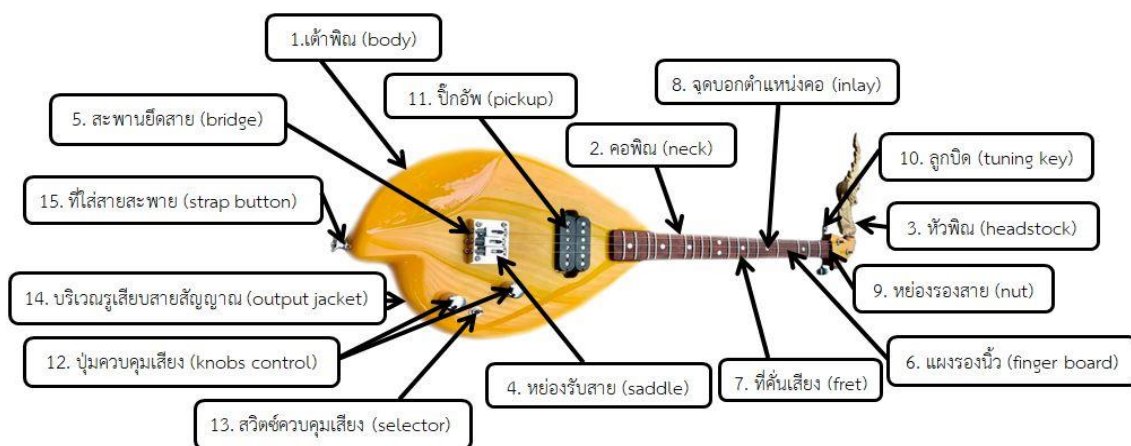 1.เต้าพิณ (body)
11. ปิ๊กอัพ (pickup)
8. จุดบอกตำแหน่งคอ (inlay)
5. สะพานยึดสาย (bridge)
2. คอพิณ (neck)
10. ลูกบิด (tuning key)
15. ที่ใส่สายสะพาย (strap button)
3. หัวพิณ (headstock)
14. บริเวณรูเสียบสายสัญญาณ (output jacket)
9. หย่องรองสาย (nut)
12. ปุ่มควบคุมเสียง (knobs control)
6. แผงรองนิ้ว (finger board)
4. หย่องรับสาย (saddle)
7. ที่คั่นเสียง (fret)
13. สวิตซ์ควบคุมเสียง (selector)